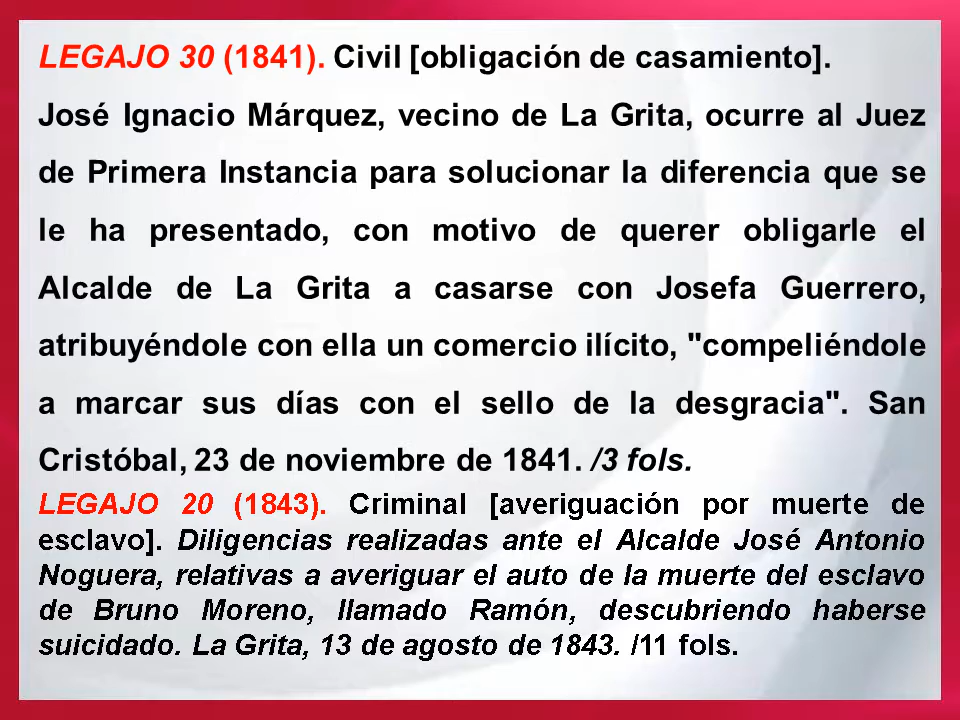 LEGAJO 30 (1841). Civil [obligación de casamiento].
José Ignacio Márquez, vecino de La Grita, ocurre al Juez
de Primera Instancia para solucionar la diferencia que se
le ha presentado, con motivo de querer obligarle el
Alcalde de La Grita a casarse con Josefa Guerrero,
atribuyéndole con ella un comercio ilícito, "compeliéndole
a marcar sus días con el sello de la desgracia". San
Cristóbal, 23 de noviembre de 1841. /3 fols.
LEGAJO 20 (1843). Criminal [averiguación por muerte de
esclavo]. Diligencias realizadas ante el Alcalde José Antonio
Noguera, relativas a averiguar el auto de la muerte del esclavo
de Bruno Moreno, llamado Ramón, descubriendo haberse
suicidado. La Grita, 13 de agosto de 1843. /11 fols.